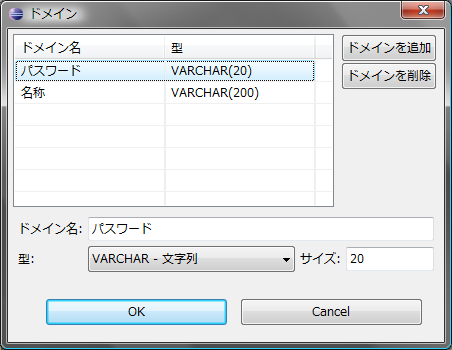 ドメイン
ドメイン名 型
パスワード VARCHAR(20)
名称 VARCHAR(200)
ドメインを追加
ドメインを削除
ドメイン名: パスワード
型: VARCHAR - 文字列 サイズ: 20
OK Cancel